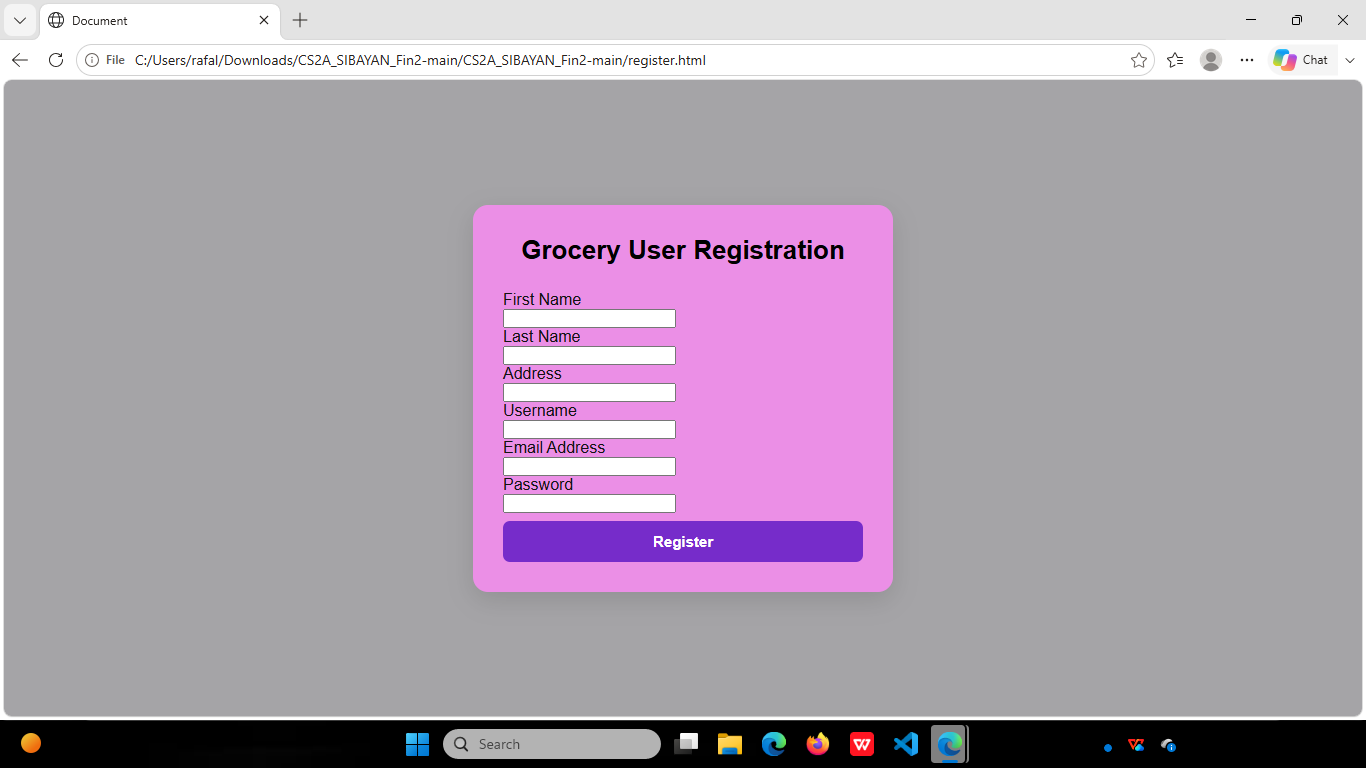 Document
File C:/Users/rafal/Downloads/CS2A_SIBAYAN_Fin2-main/CS2A_SIBAYAN_Fin2-main/register.html
Chat
Grocery User Registration
First Name
Last Name
Address
Username
Email Address
Password
Register
Search